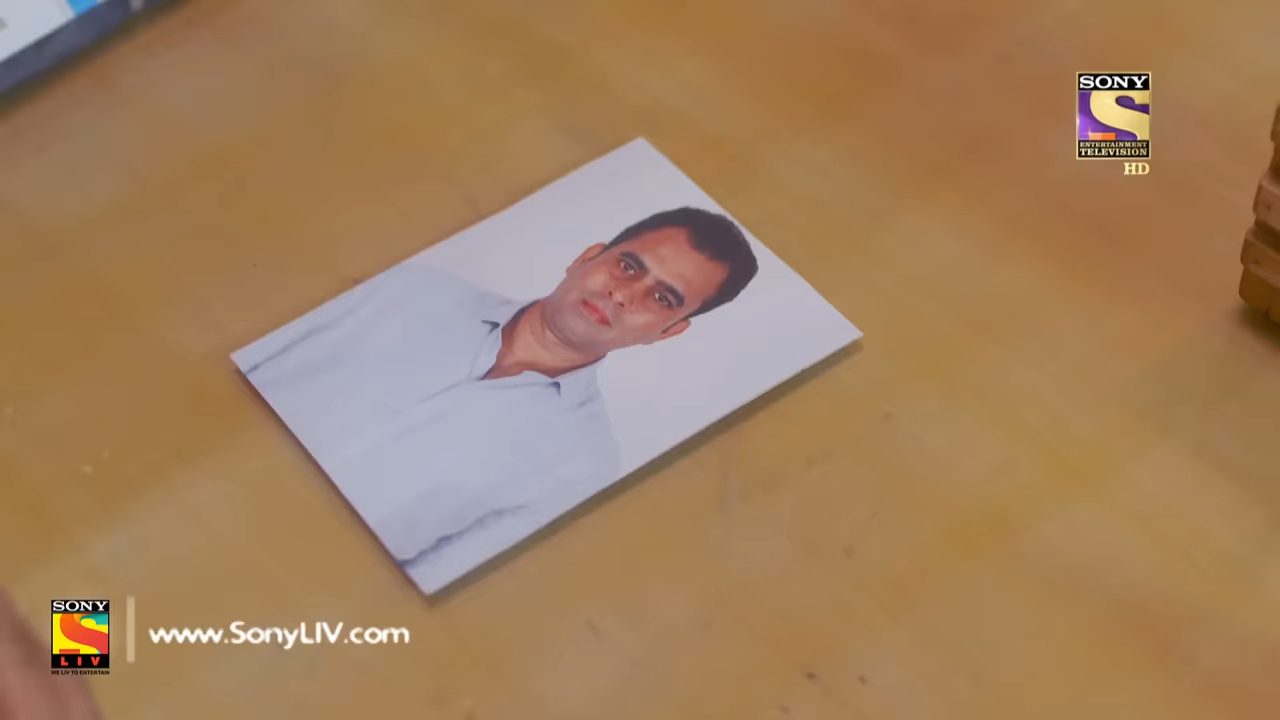 SONY
ENTERTAINMENT
TELEVISION
HD
SONY
LIV
WE LIV TO ENTERTAIN
www.SonyLIV.com